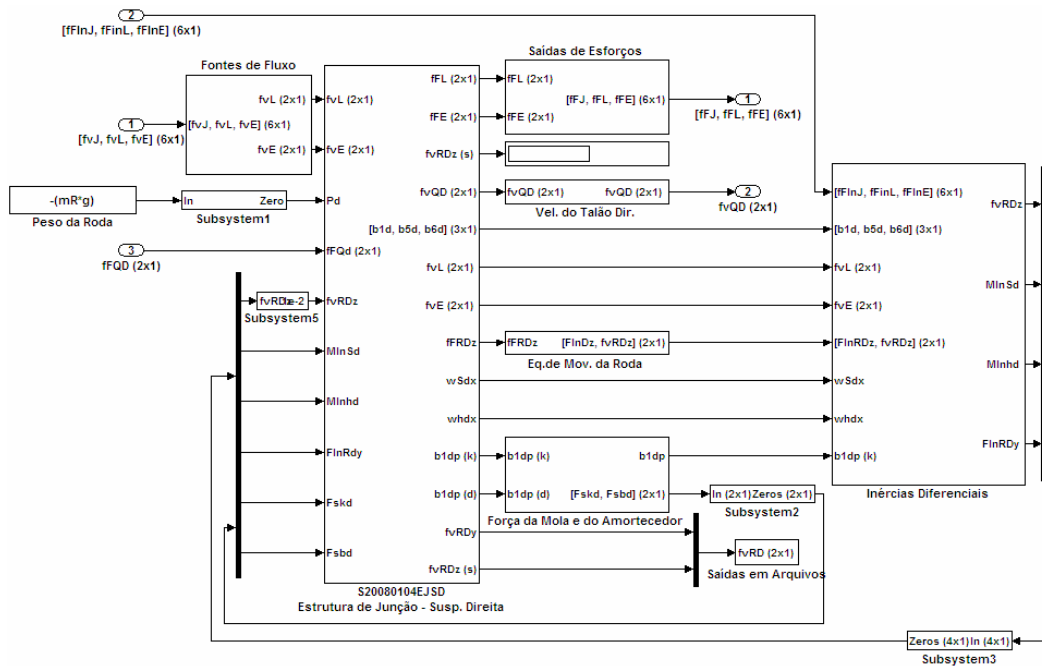 2
[fFInJ, fFinL, fFInE] (6x1)
Fontes de Fluxo
fvL (2x1)
[fvJ, fvL, fvE] (6x1)
fvE (2x1)
1
[fvJ, fvL, fvE] (6x1)
-(mR*g)
Peso da Roda
In
Zero
Subsystem1
3
fFQD (2x1)
Subsystem5
fvL (2x1)
fvE (2x1)
Pd
fFQd (2x1)
fvRDz
MInSd
MInhd
FInRdy
Fskd
Fsbd
fFL (2x1)
fFE (2x1)
fvRDz (s)
fvQD (2x1)
[b1d, b5d, b6d] (3x1)
fvL (2x1)
fvE (2x1)
fFRDz
wSdx
whdx
b1dp (k)
b1dp (d)
fvRDy
fvRDz (s)
S20080104EJSD
Estrutura de Junção - Susp. Direita
Saídas de Esforços
fFL (2x1)
[fFJ, fFL, fFE] (6x1)
fFE (2x1)
1
[fFJ, fFL, fFE] (6x1)
fvQD (2x1)
fvQD (2x1)
Vel. do Talão Dir.
2
fvQD (2x1)
fFRDz
[FInDz, fvRDz] (2x1)
Eq.de Mov. da Roda
b1dp (k)
b1dp
b1dp (d)
[Fskd, Fsbd] (2x1)
Força da Mola e do Amortecedor
In (2x1)
Zeros (2x1)
Subsystem2
fvRD (2x1)
Saídas em Arquivos
[fFInJ, fFinL, fFInE] (6x1)
[b1d, b5d, b6d] (3x1)
fvL (2x1)
fvE (2x1)
[FInRDz, fvRDz] (2x1)
wSdx
whdx
b1dp (k)
fvRDz
MInSd
MInhd
FInRDy
Inércias Diferenciais
Zeros (4x1)
In (4x1)
Subsystem3